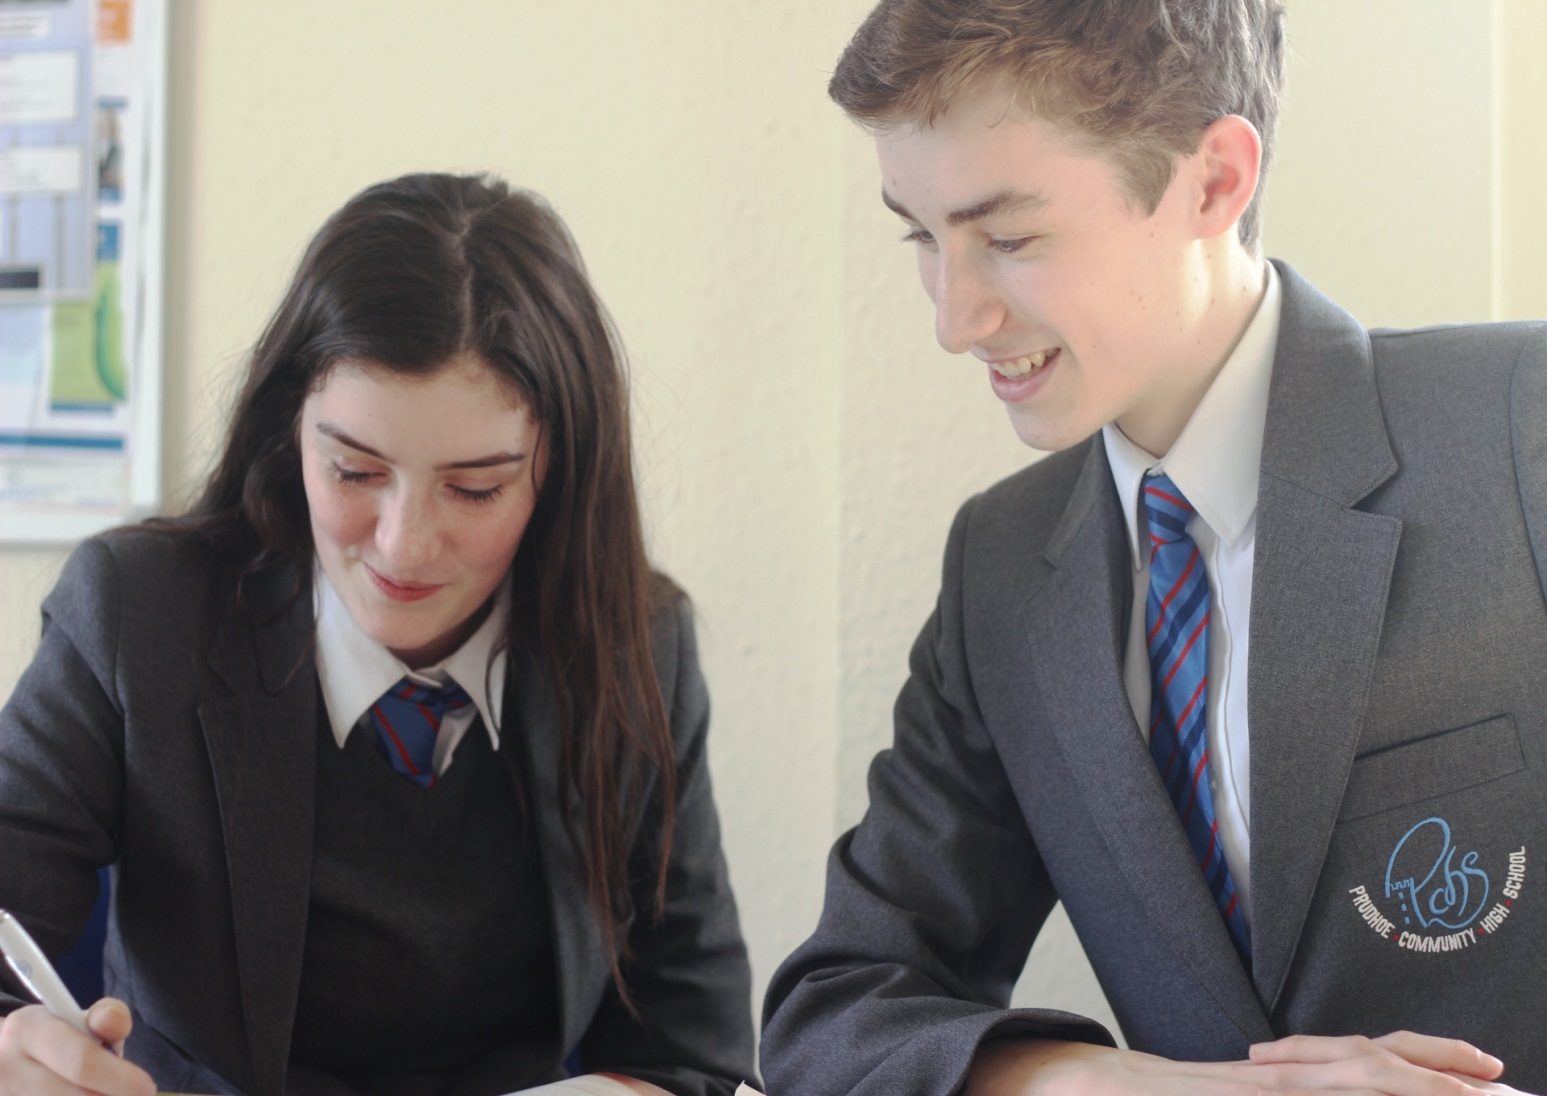 Pchs
PRUDHOE • COMMUNITY • HIGH • SCHOOL